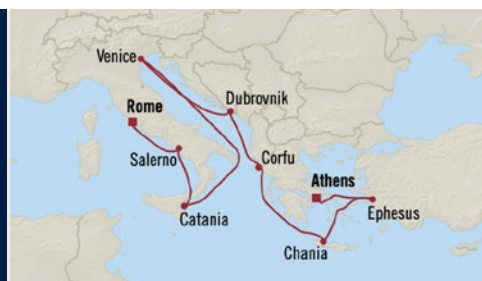 Venice
Rome
Dubrovnik
Salerno
Corfu
Athens
Catania
Ephesus
Chania